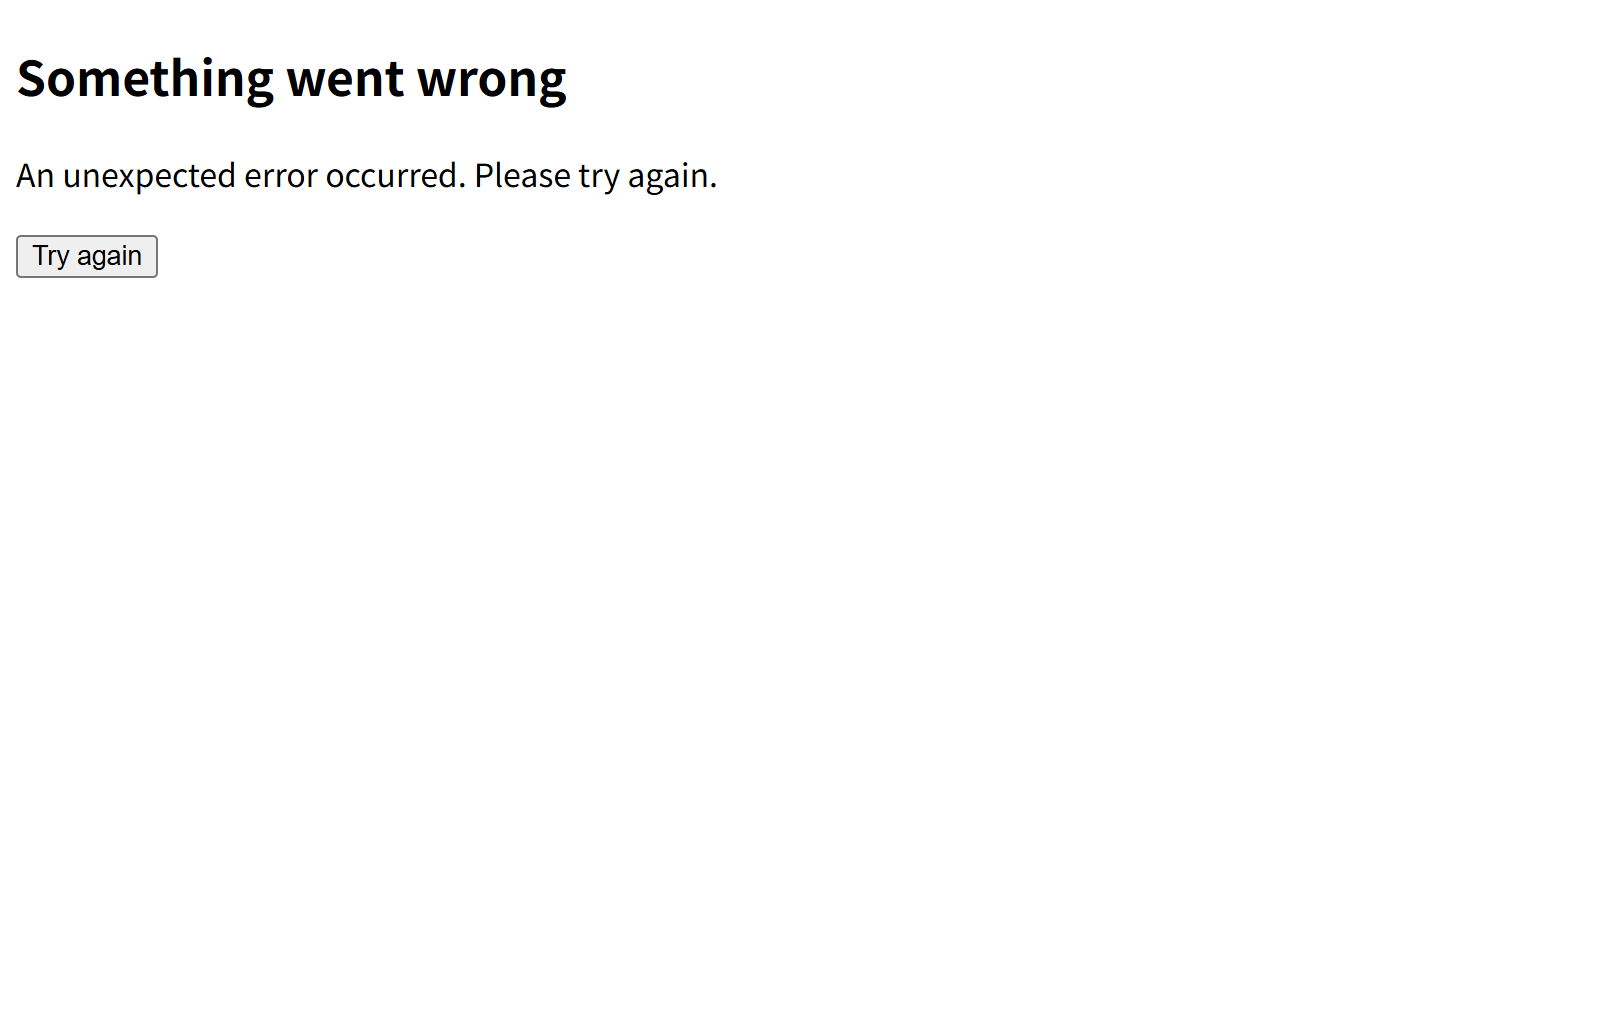 Something went wrong
An unexpected error occurred. Please try again.
Try again